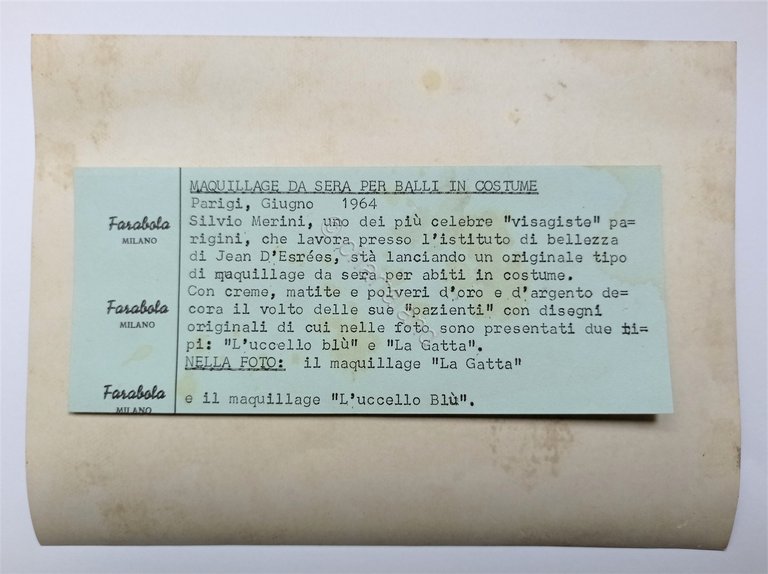 MAQUILLAGE DA SERA PER BALLI IN COSTUME
Parigi, Giugno 1964
Silvio Merini, uno dei più celebre "visagiste" pa=
rigini, che lavora presso l'istituto di bellezza
di Jean D'Esrées, stà lanciando un originale tipo
di maquillage da sera per abiti in costume.
Con creme, matite e polveri d'oro e d'argento de=
cora il volto delle sue "pazienti" con disegni
originali di cui nelle foto sono presentati due ti=
pi: "L'uccello blù" e "La Gatta".
NELLA FOTO: il maquillage "La Gatta"
e il maquillage "L'uccello Blù".
Farabola
MILANO
Farabola
MILANO
Farabola
MILANO